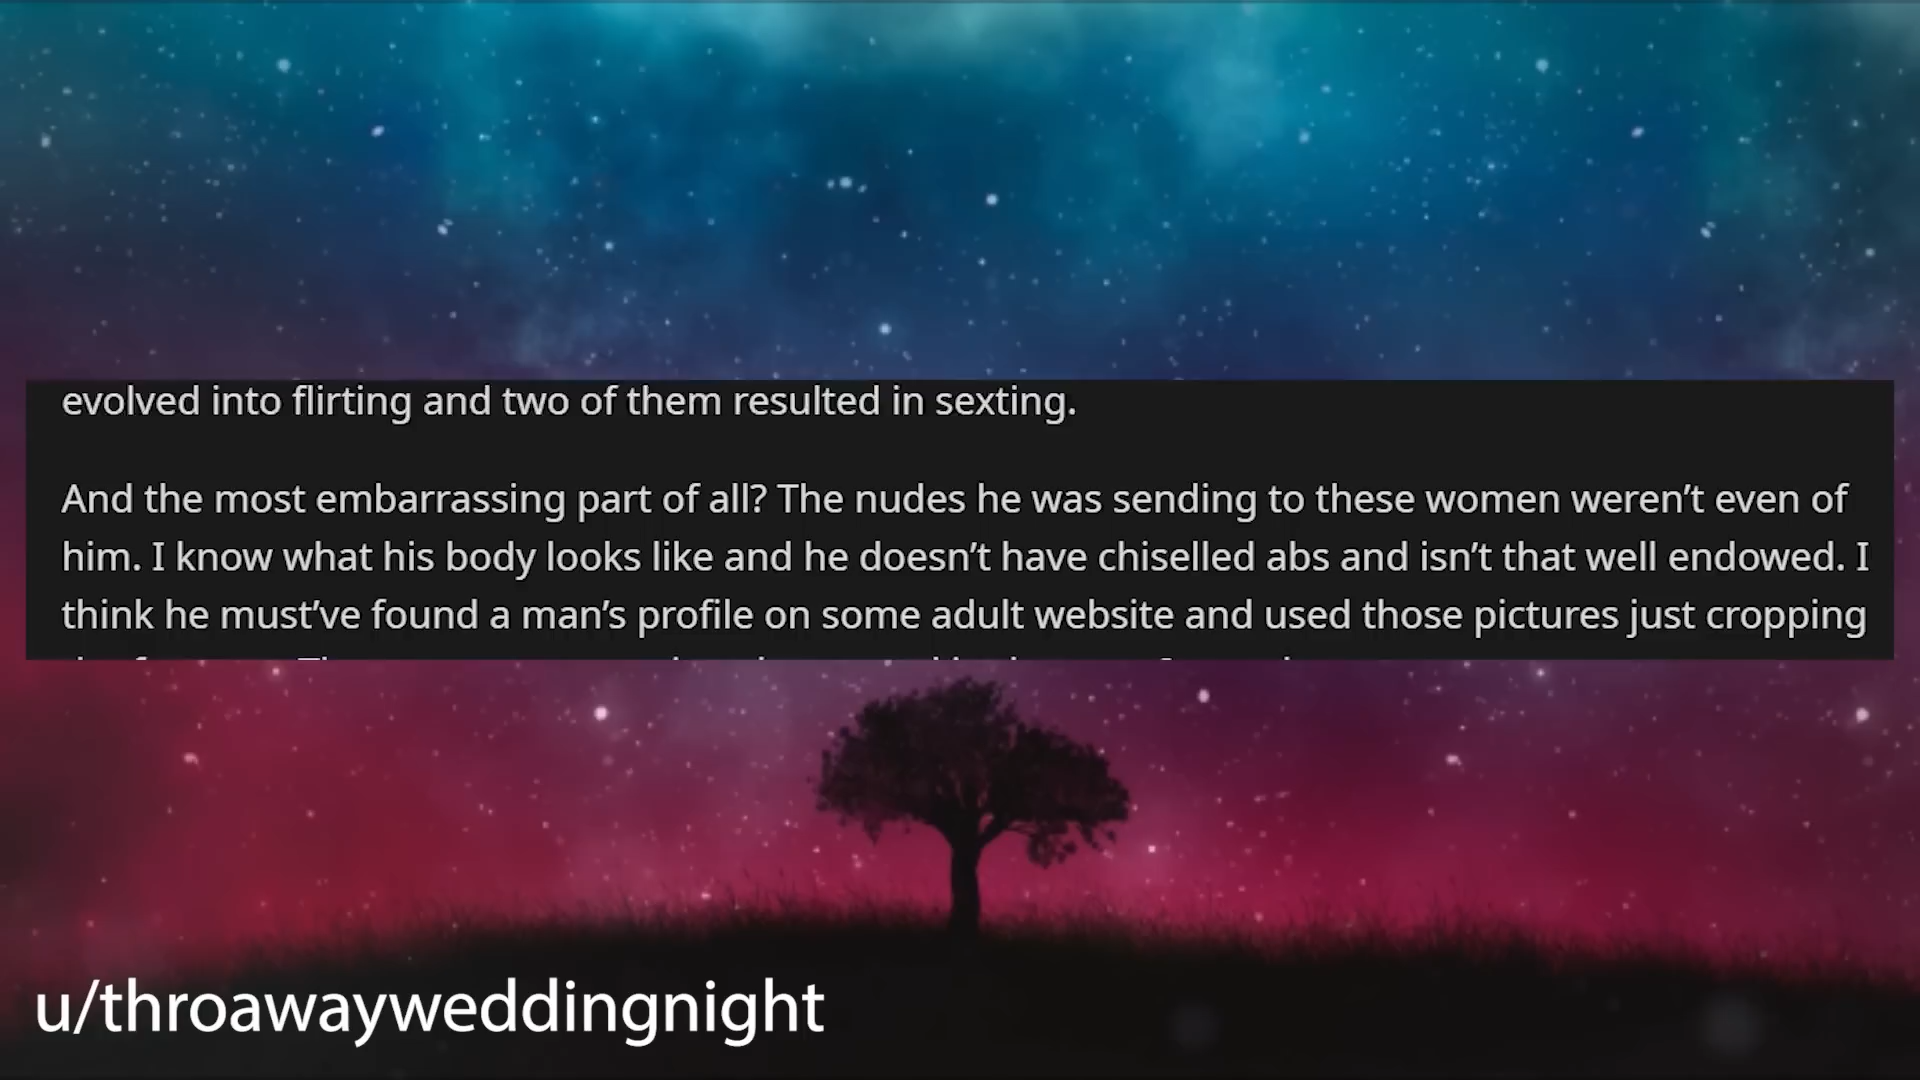 evolved into flirting and two of them resulted in sexting.
And the most embarrassing part of all? The nudes he was sending to these women weren’t even of
him. I know what his body looks like and he doesn’t have chiselled abs and isn’t that well endowed. I
think he must’ve found a man’s profile on some adult website and used those pictures just cropping
u/throawayweddingnight